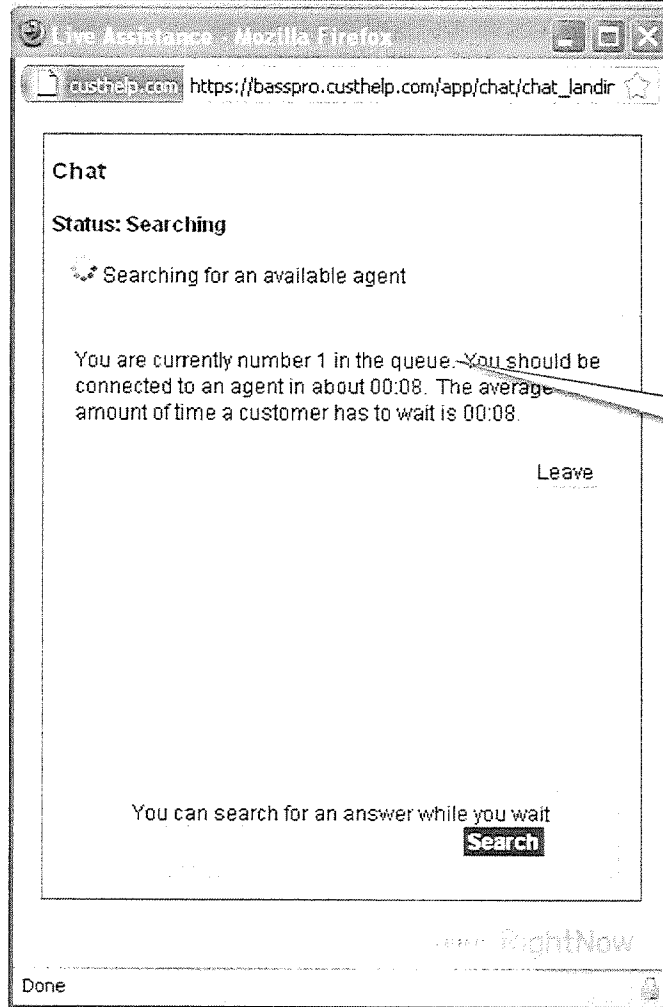 Live Assistance - Mozilla Firefox
custhelp.com https://basspro.custhelp.com/app/chat/chat_landir
Chat
Status: Searching
Searching for an available agent
You are currently number 1 in the queue. You should be
connected to an agent in about 00:08. The average
amount of time a customer has to wait is 00:08.
Leave
You can search for an answer while you wait
Search
RightNow
Done